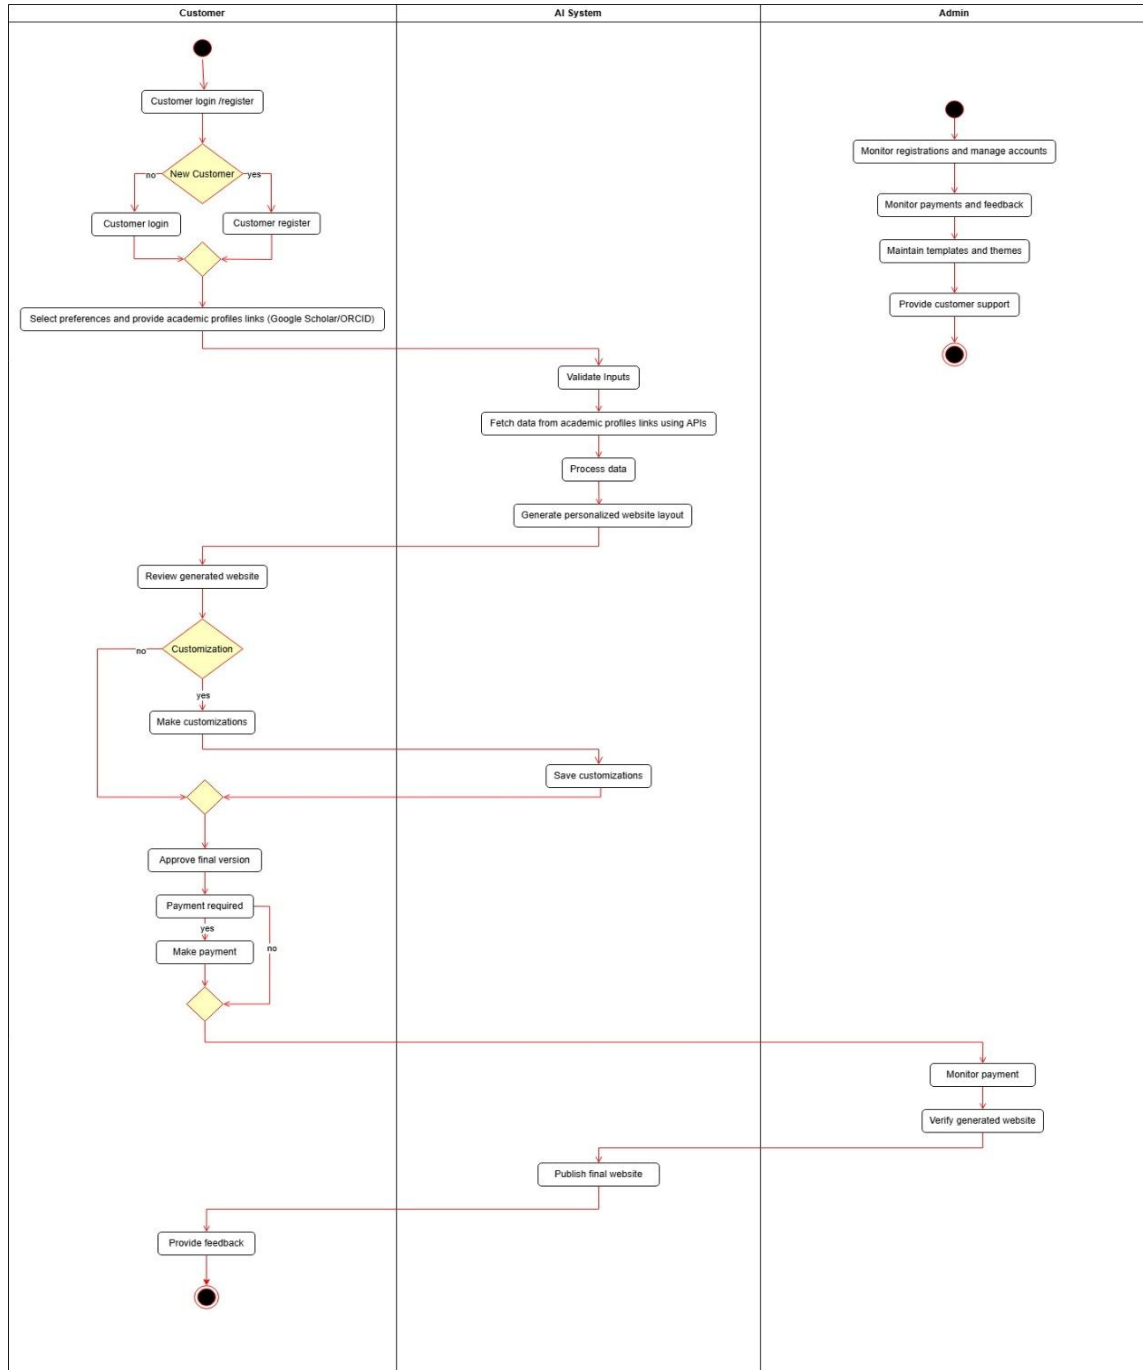 Customer
AI System
Admin
Customer login /register
New Customer
no
yes
Customer login
Customer register
Select preferences and provide academic profiles links (Google Scholar/ORCID)
Monitor registrations and manage accounts
Monitor payments and feedback
Maintain templates and themes
Provide customer support
Validate Inputs
Fetch data from academic profiles links using APIs
Process data
Generate personalized website layout
Review generated website
Customization
no
yes
Make customizations
Save customizations
Approve final version
Payment required
yes
no
Make payment
Monitor payment
Verify generated website
Publish final website
Provide feedback